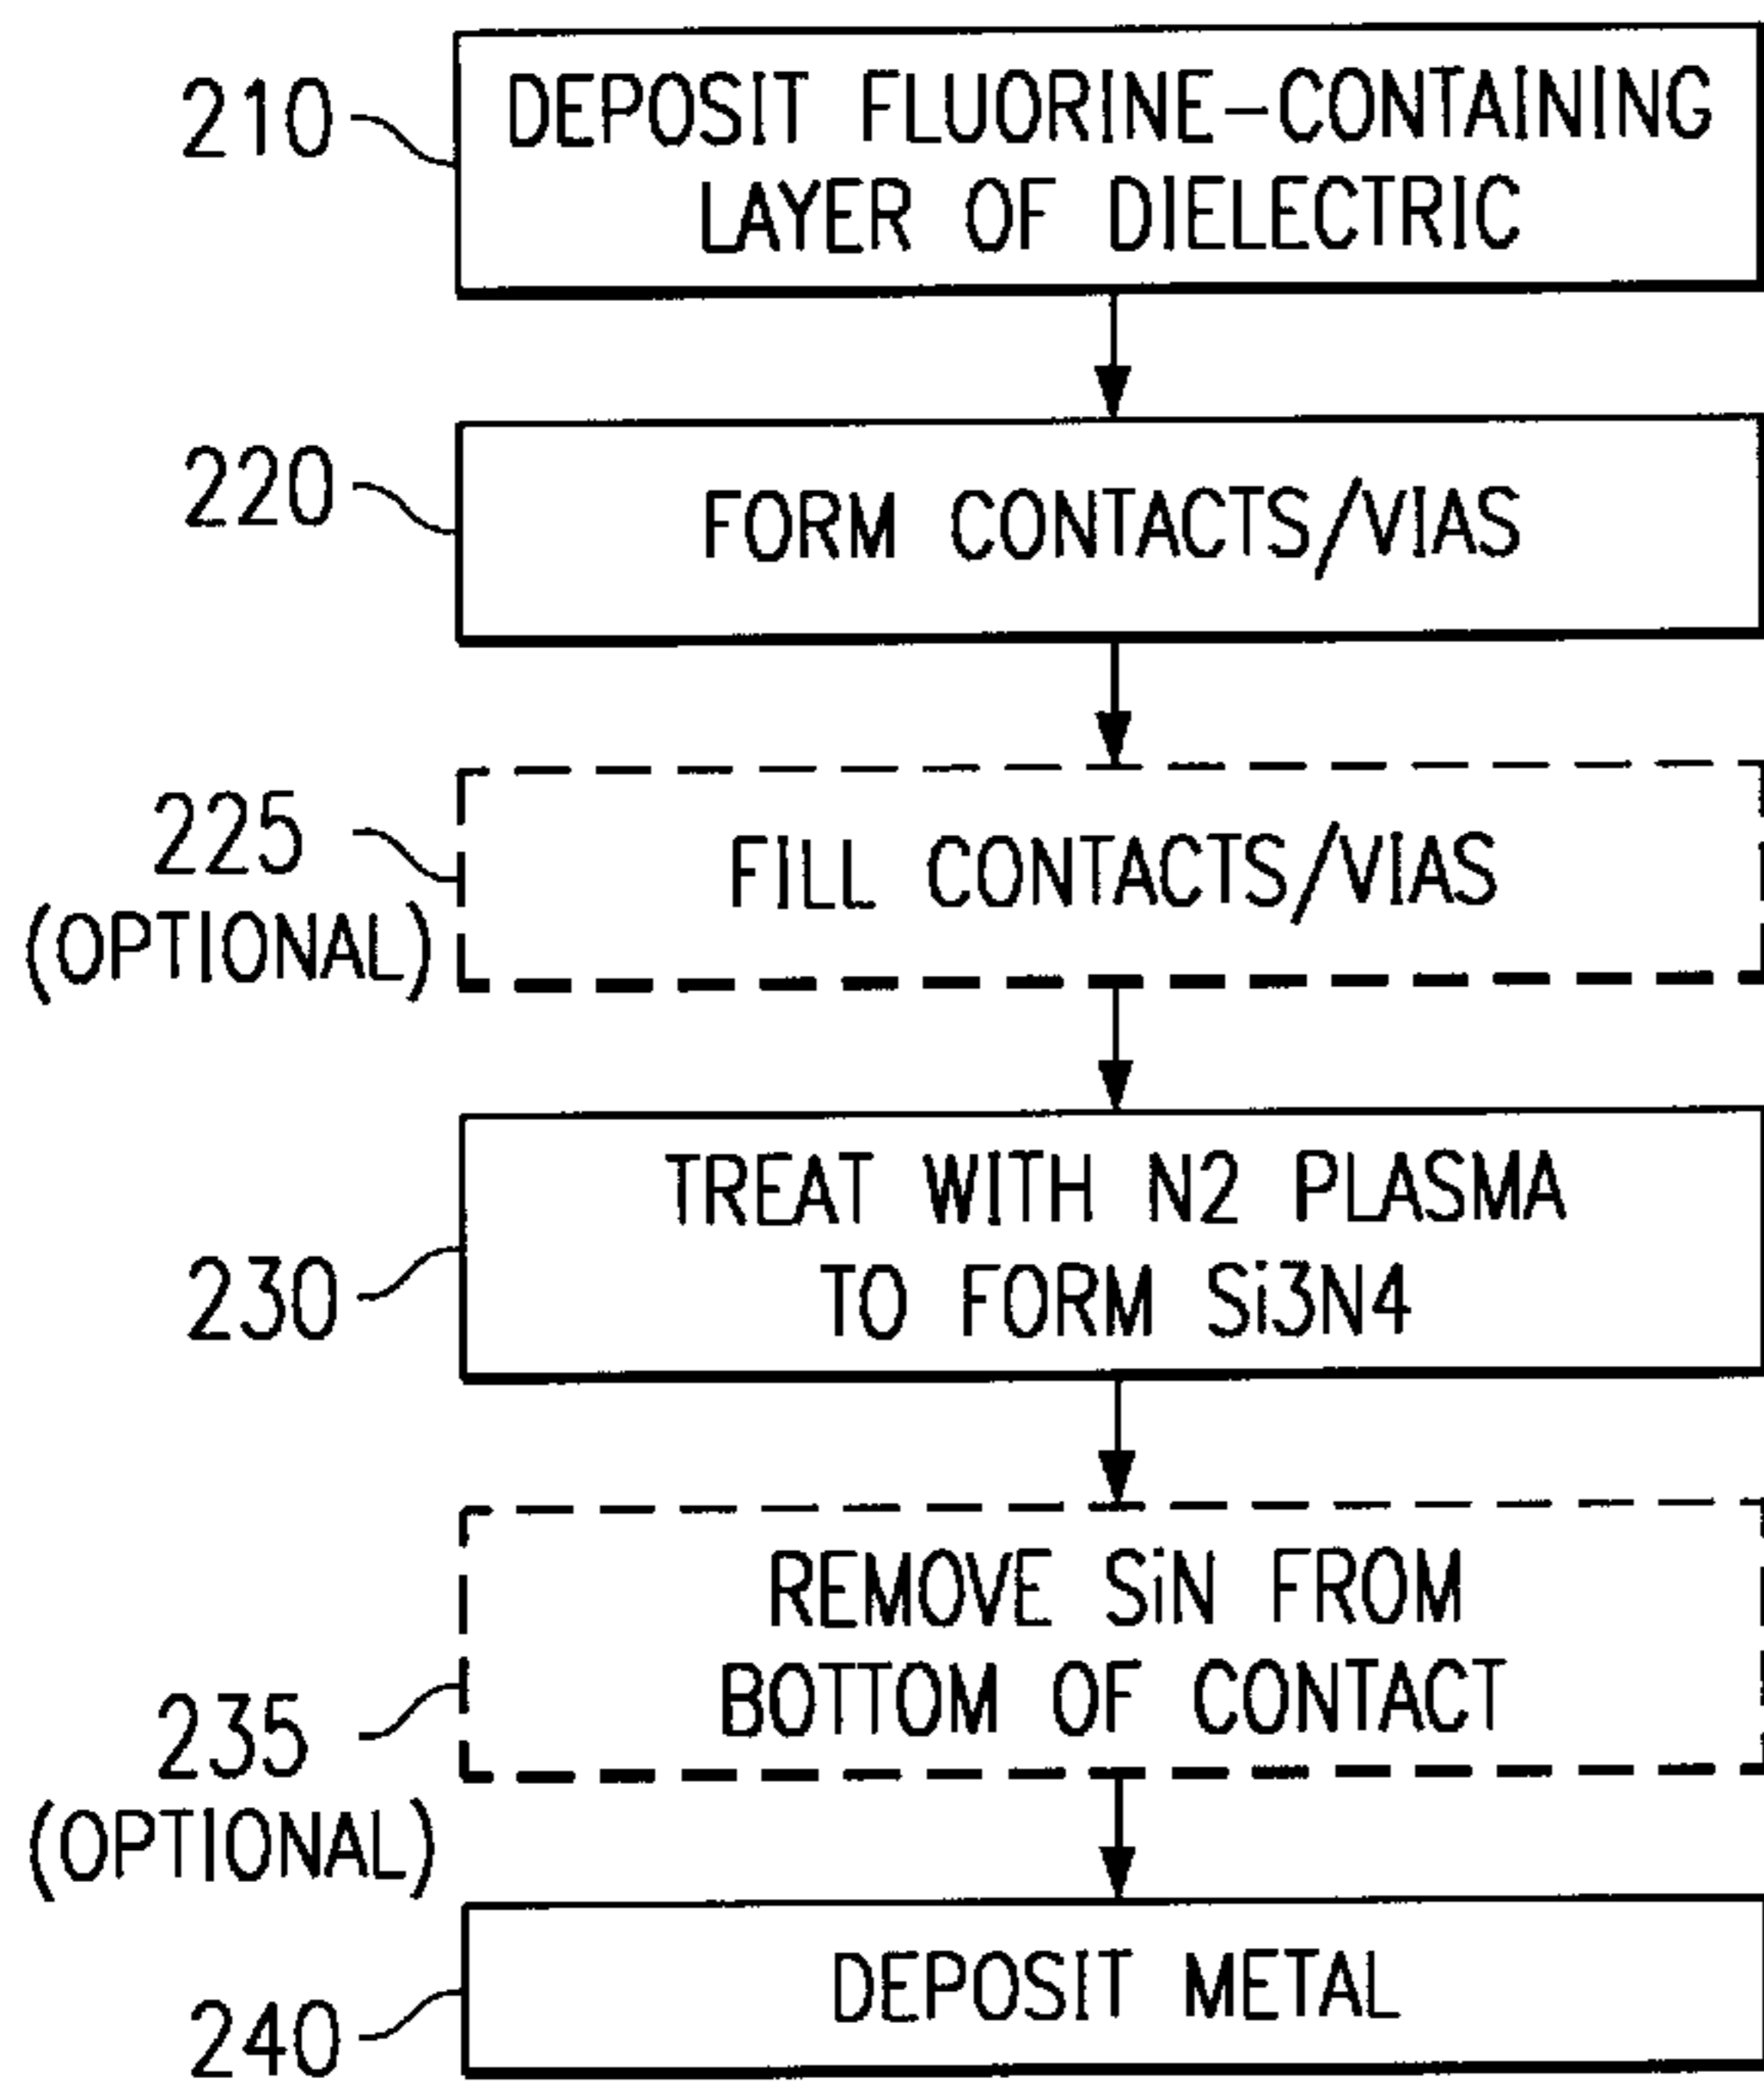 210
DEPOSIT FLUORINE-CONTAINING
LAYER OF DIELECTRIC
220
FORM CONTACTS/VIAS
225
(OPTIONAL)
FILL CONTACTS/VIAS
230
TREAT WITH N2 PLASMA
TO FORM Si3N4
235
(OPTIONAL)
REMOVE SiN FROM
BOTTOM OF CONTACT
240
DEPOSIT METAL